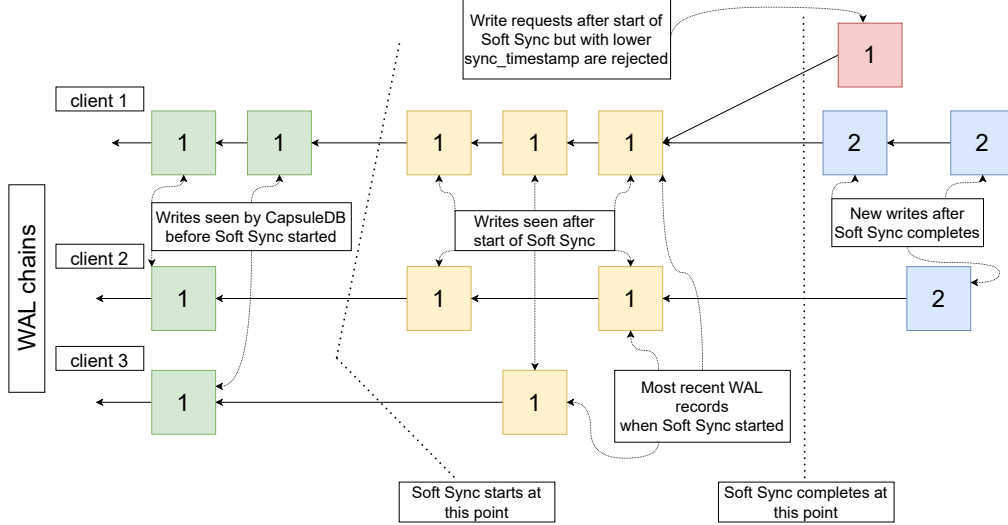 Write requests after start of
Soft Sync but with lower
sync_timestamp are rejected
1
client 1
1
1
1
1
1
2
2
WAL chains
Writes seen by CapsuleDB
before Soft Sync started
Writes seen after
start of Soft Sync
New writes after
Soft Sync completes
client 2
1
1
1
2
client 3
1
1
Most recent WAL
records
when Soft Sync started
Soft Sync starts at
this point
Soft Sync completes at
this point